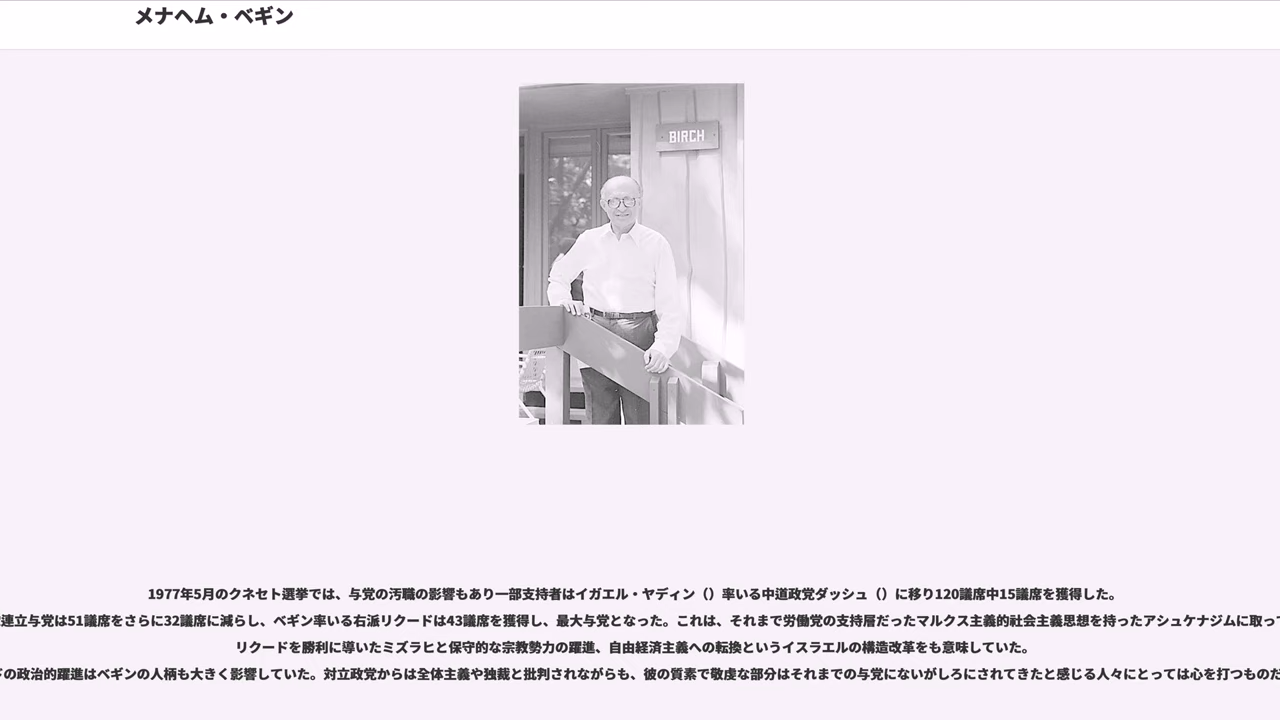 メナヘム・ベギン
BIRCH
1977年5月のクネセト選挙では、与党の汚職の影響もあり一部支持者はイガエル・ヤディン（）率いる中道政党ダッシュ（）に移り120議席中15議席を獲得した。
連立与党は51議席をさらに32議席に減らし、ベギン率いる右派リクードは43議席を獲得し、最大与党となった。これは、それまで労働党の支持層だったマルクス主義的社会主義思想を持ったアシュケナジムに取って
リクードを勝利に導いたミズラヒと保守的な宗教勢力の躍進、自由経済主義への転換というイスラエルの構造改革をも意味していた。
の政治的躍進はベギンの人柄も大きく影響していた。対立政党からは全体主義や独裁と批判されながらも、彼の質素で敬虔な部分はそれまでの与党にないがしろにされてきたと感じる人々にとっては心を打つものだ